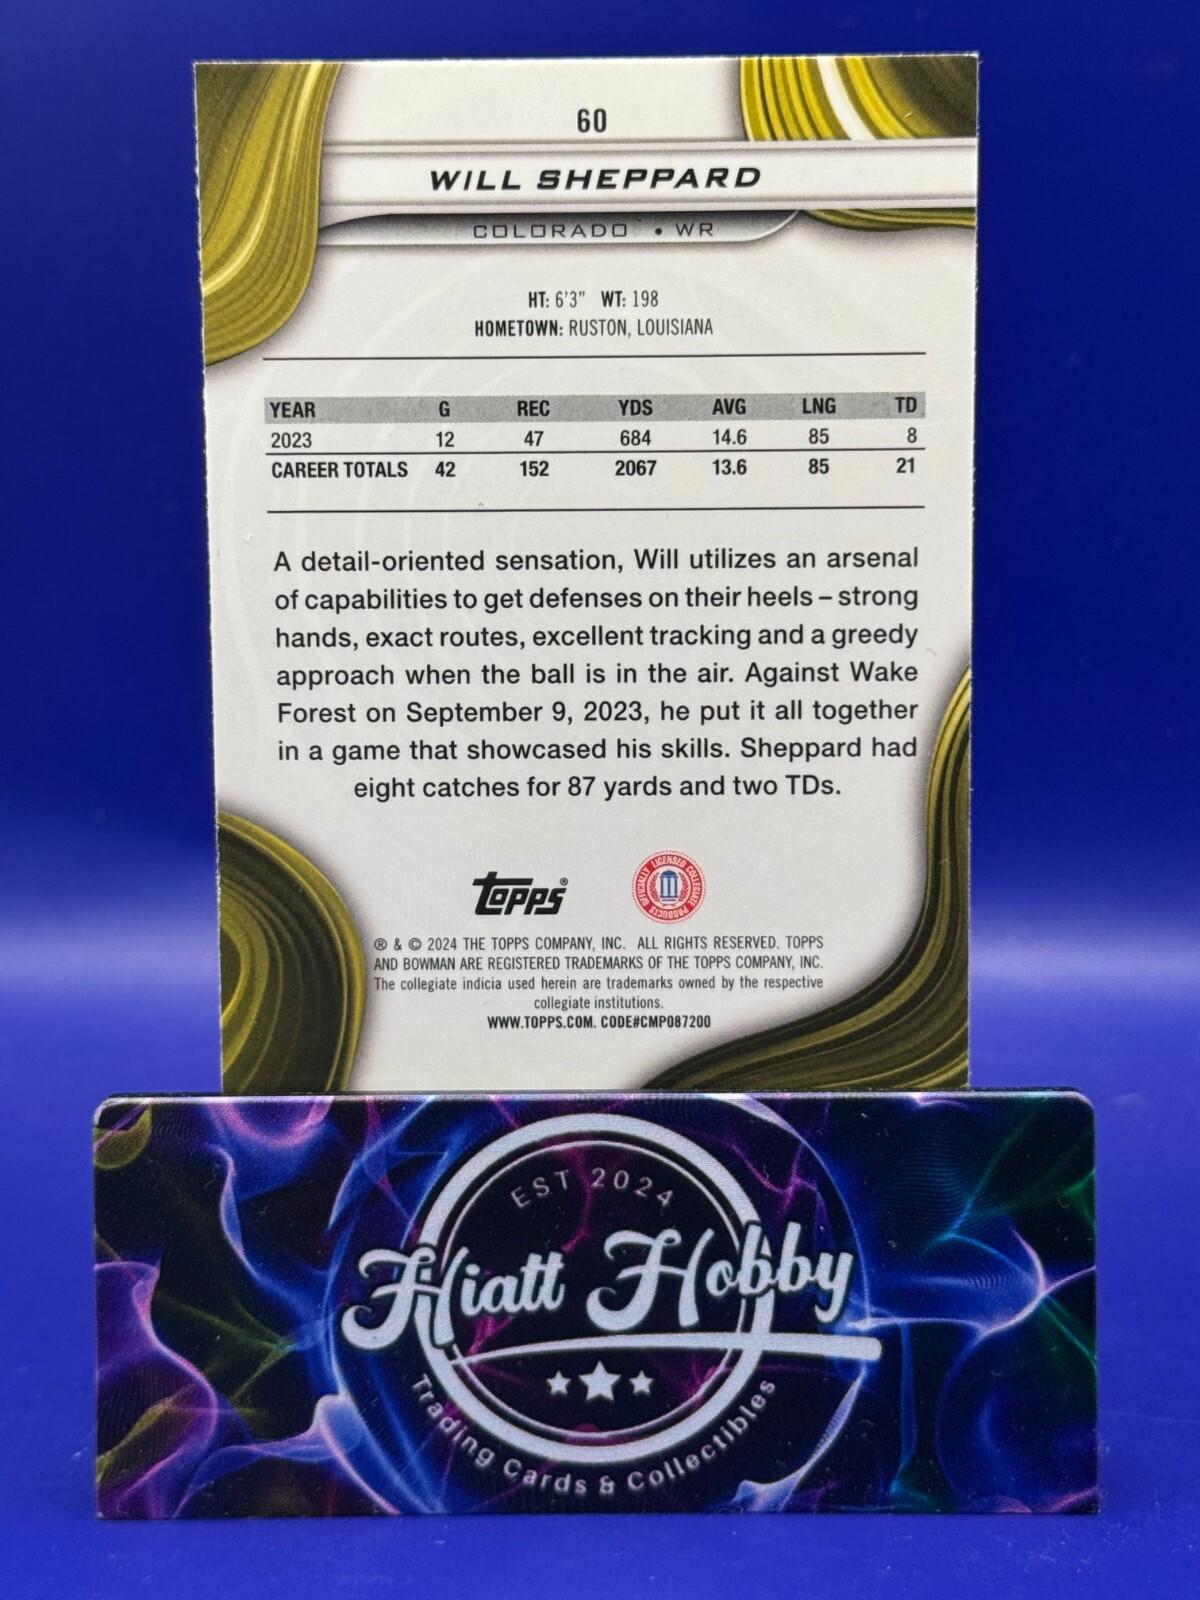 60
WILL SHEPPARD
COLORADO • WR
HT: 6'3" WT: 198
HOMETOWN: RUSTON, LOUISIANA
YEAR G REC YDS AVG LNG TD
2023 12 47 684 14.6 85 8
CAREER TOTALS 42 152 2067 13.6 85 21
A detail-oriented sensation, Will utilizes an arsenal
of capabilities to get defenses on their heels – strong
hands, exact routes, excellent tracking and a greedy
approach when the ball is in the air. Against Wake
Forest on September 9, 2023, he put it all together
in a game that showcased his skills. Sheppard had
eight catches for 87 yards and two TDs.
Topps®
OFFICIALLY LICENSED COLLEGIATE PRODUCTS
® & © 2024 THE TOPPS COMPANY, INC. ALL RIGHTS RESERVED. TOPPS
AND BOWMAN ARE REGISTERED TRADEMARKS OF THE TOPPS COMPANY, INC.
The collegiate indicia used herein are trademarks owned by the respective
collegiate institutions.
WWW.TOPPS.COM. CODE#CMP087200
EST 2024
Hiatt Hobby
Trading Cards & Collectibles